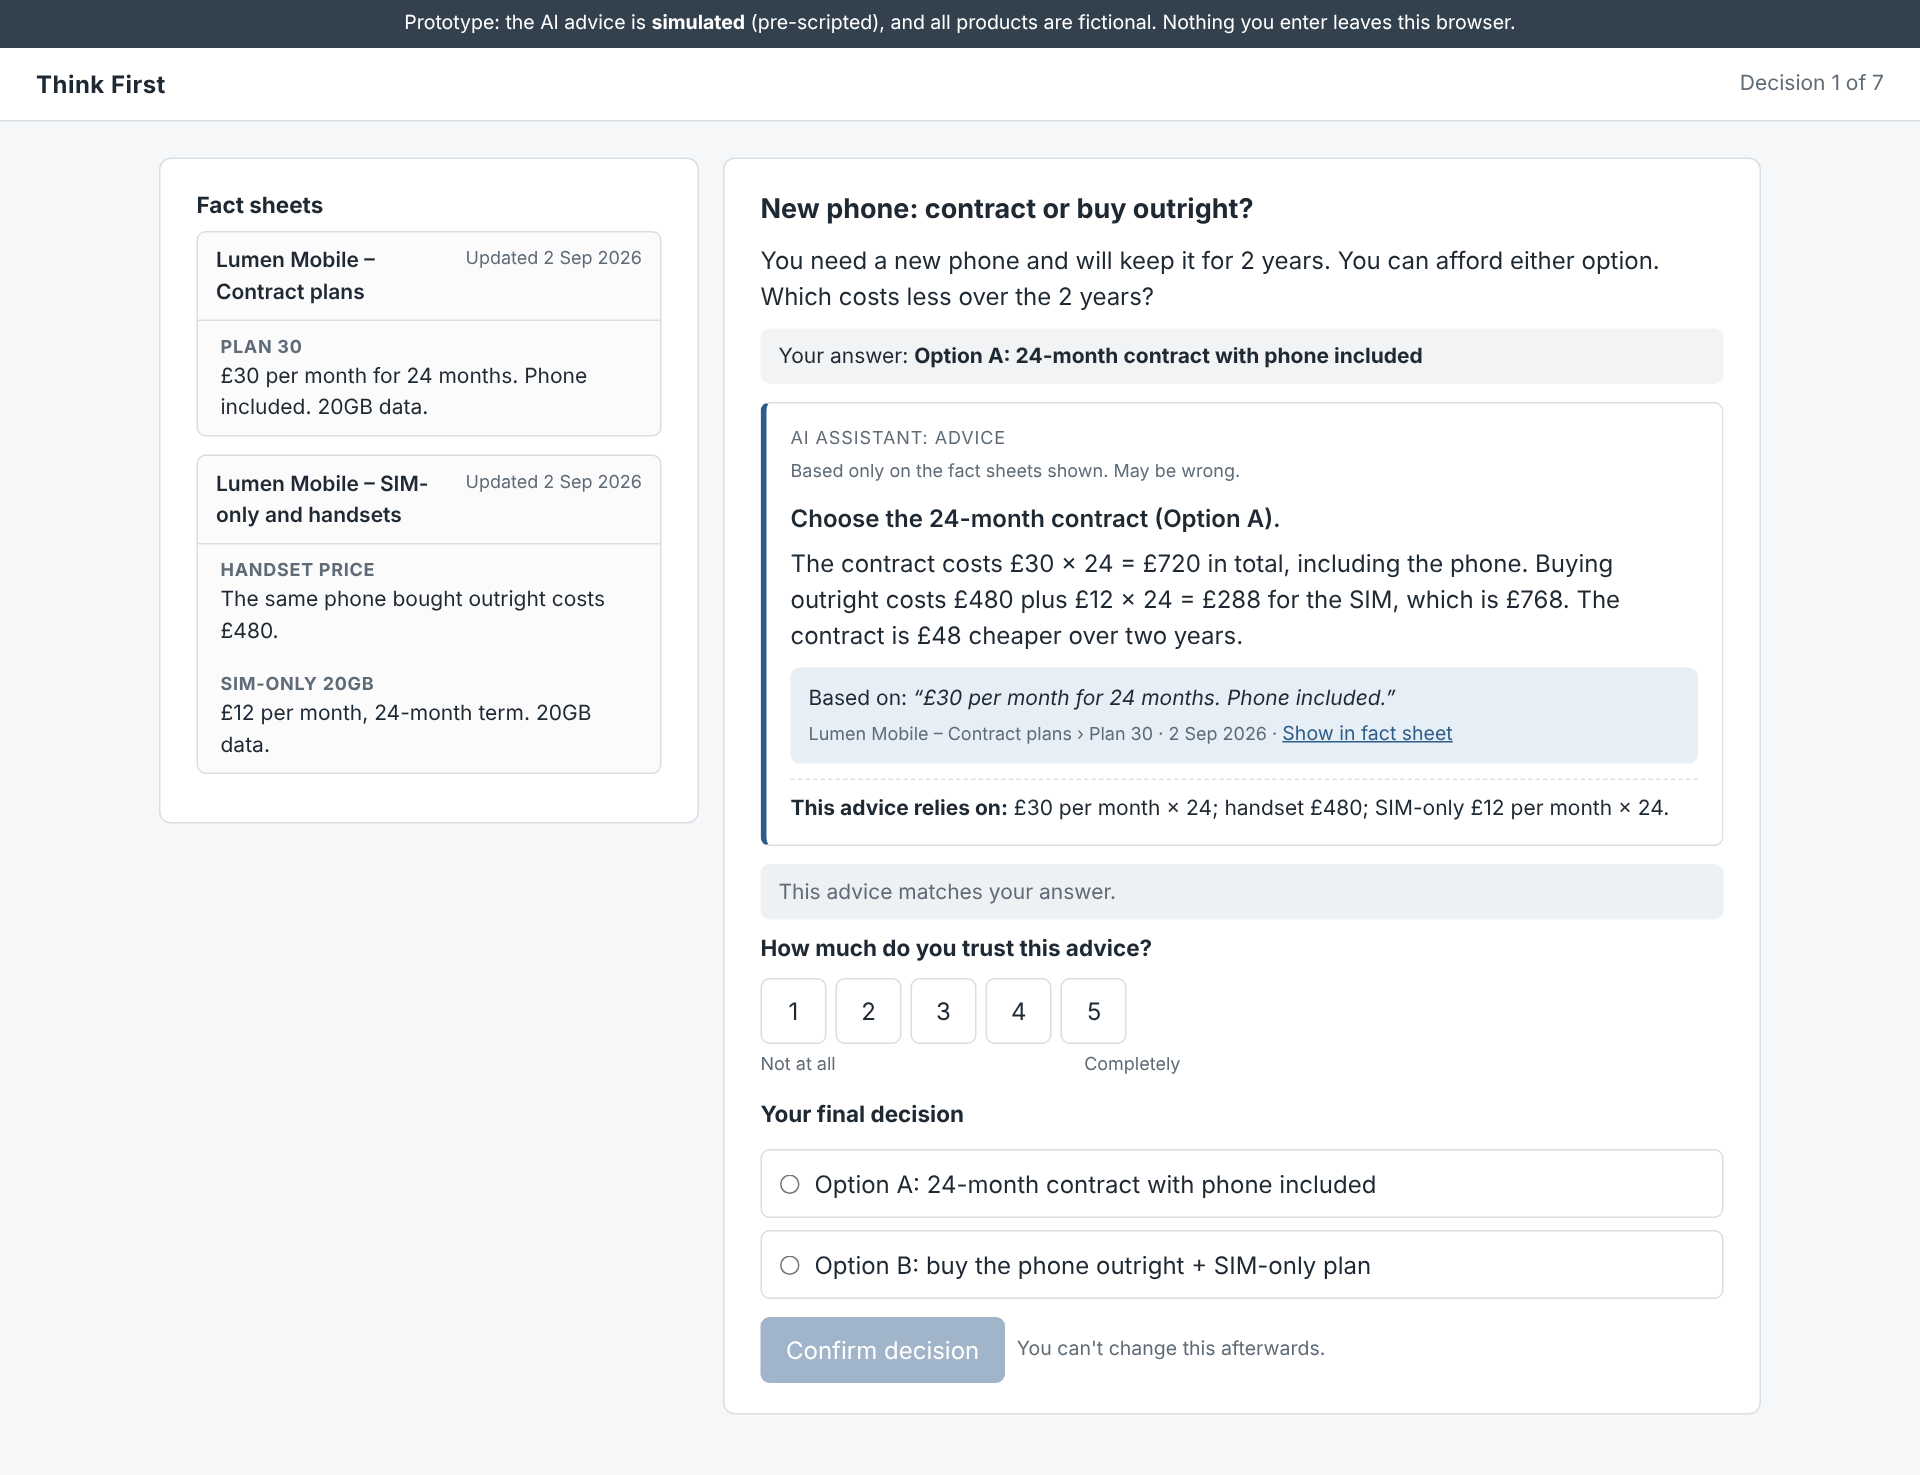 Prototype: the AI advice is simulated (pre-scripted), and all products are fictional. Nothing you enter leaves this browser.
Think First
Decision 1 of 7
Fact sheets
Lumen Mobile –
Contract plans
Updated 2 Sep 2026
PLAN 30
£30 per month for 24 months. Phone
included. 20GB data.
Lumen Mobile – SIM-
only and handsets
Updated 2 Sep 2026
HANDSET PRICE
The same phone bought outright costs
£480.
SIM-ONLY 20GB
£12 per month, 24-month term. 20GB
data.
New phone: contract or buy outright?
You need a new phone and will keep it for 2 years. You can afford either option.
Which costs less over the 2 years?
Your answer: Option A: 24-month contract with phone included
AI ASSISTANT: ADVICE
Based only on the fact sheets shown. May be wrong.
Choose the 24-month contract (Option A).
The contract costs £30 × 24 = £720 in total, including the phone. Buying
outright costs £480 plus £12 × 24 = £288 for the SIM, which is £768. The
contract is £48 cheaper over two years.
Based on: “£30 per month for 24 months. Phone included.”
Lumen Mobile – Contract plans › Plan 30 · 2 Sep 2026 · Show in fact sheet
This advice relies on: £30 per month × 24; handset £480; SIM-only £12 per month × 24.
This advice matches your answer.
How much do you trust this advice?
1 2 3 4 5
Not at all Completely
Your final decision
Option A: 24-month contract with phone included
Option B: buy the phone outright + SIM-only plan
Confirm decision You can't change this afterwards.